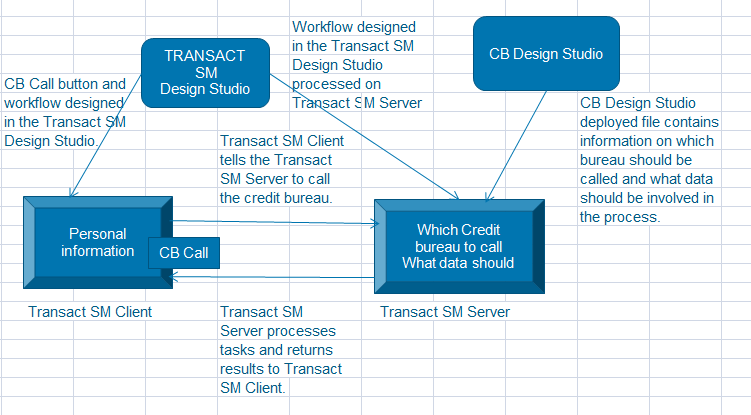 TRANSACT
SM
Design Studio
Workflow designed
in the Transact SM
Design Studio
processed on
Transact SM Server
CB Design Studio
CB Call button and
workflow designed
in the Transact SM
Design Studio.
Transact SM Client
tells the Transact
SM Server to call
the credit bureau.
CB Design Studio
deployed file contains
information on which
bureau should be
called and what data
should be involved in
the process.
Personal
information
CB Call
Which Credit
bureau to call
What data should
Transact SM Client
Transact SM
Server processes
tasks and returns
results to Transact
SM Client.
Transact SM Server